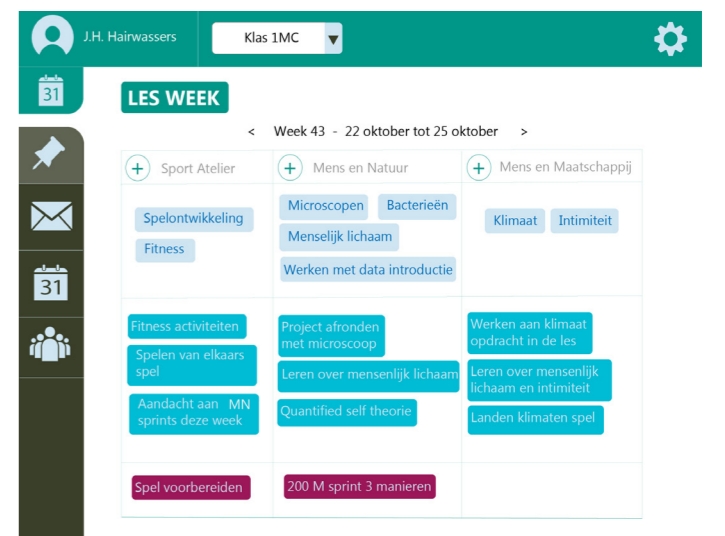 J.H. Hairwassers
Klas 1MC
31
LES WEEK
< Week 43 - 22 oktober tot 25 oktober >
+ Sport Atelier
+ Mens en Natuur
+ Mens en Maatschappij
Spelontwikkeling
Fitness
Microscopen Bacterieën
Menselijk lichaam
Werken met data introductie
Klimaat Intimiteit
31
Fitness activiteiten
Spelen van elkaars
spel
Aandacht aan MN
sprints deze week
Project afronden
met microscoop
Leren over mensenlijk lichaam
Quantified self theorie
Werken aan klimaat
opdracht in de les
Leren over mensenlijk
lichaam en intimiteit
Landen klimaten spel
Spel voorbereiden
200 M sprint 3 manieren